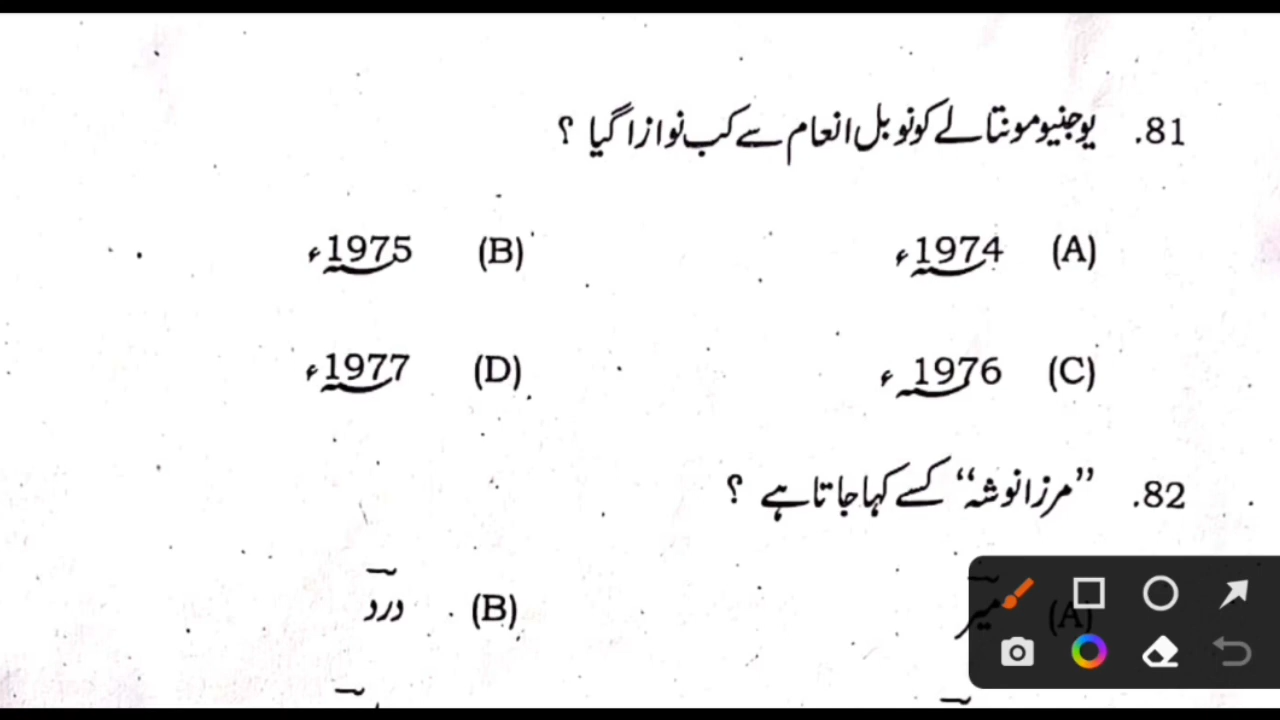 81. یوجنیو مونتالے کو نوبل انعام سے کب نوازا گیا ؟
(A) 1974ء (B) 1975ء
(C) 1976ء (D) 1977ء
82. ”مرزا نوشہ“ کسے کہا جاتا ہے ؟
(A) میر (B) درد